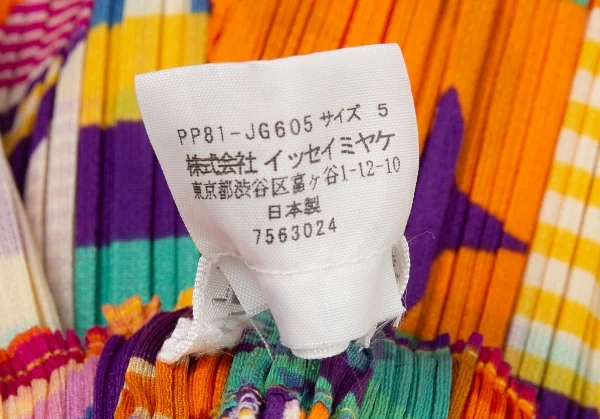 PP81-JG605 サイズ 5
株式会社 イッセイミヤケ
東京都渋谷区富ヶ谷1-12-10
日本製
7563024